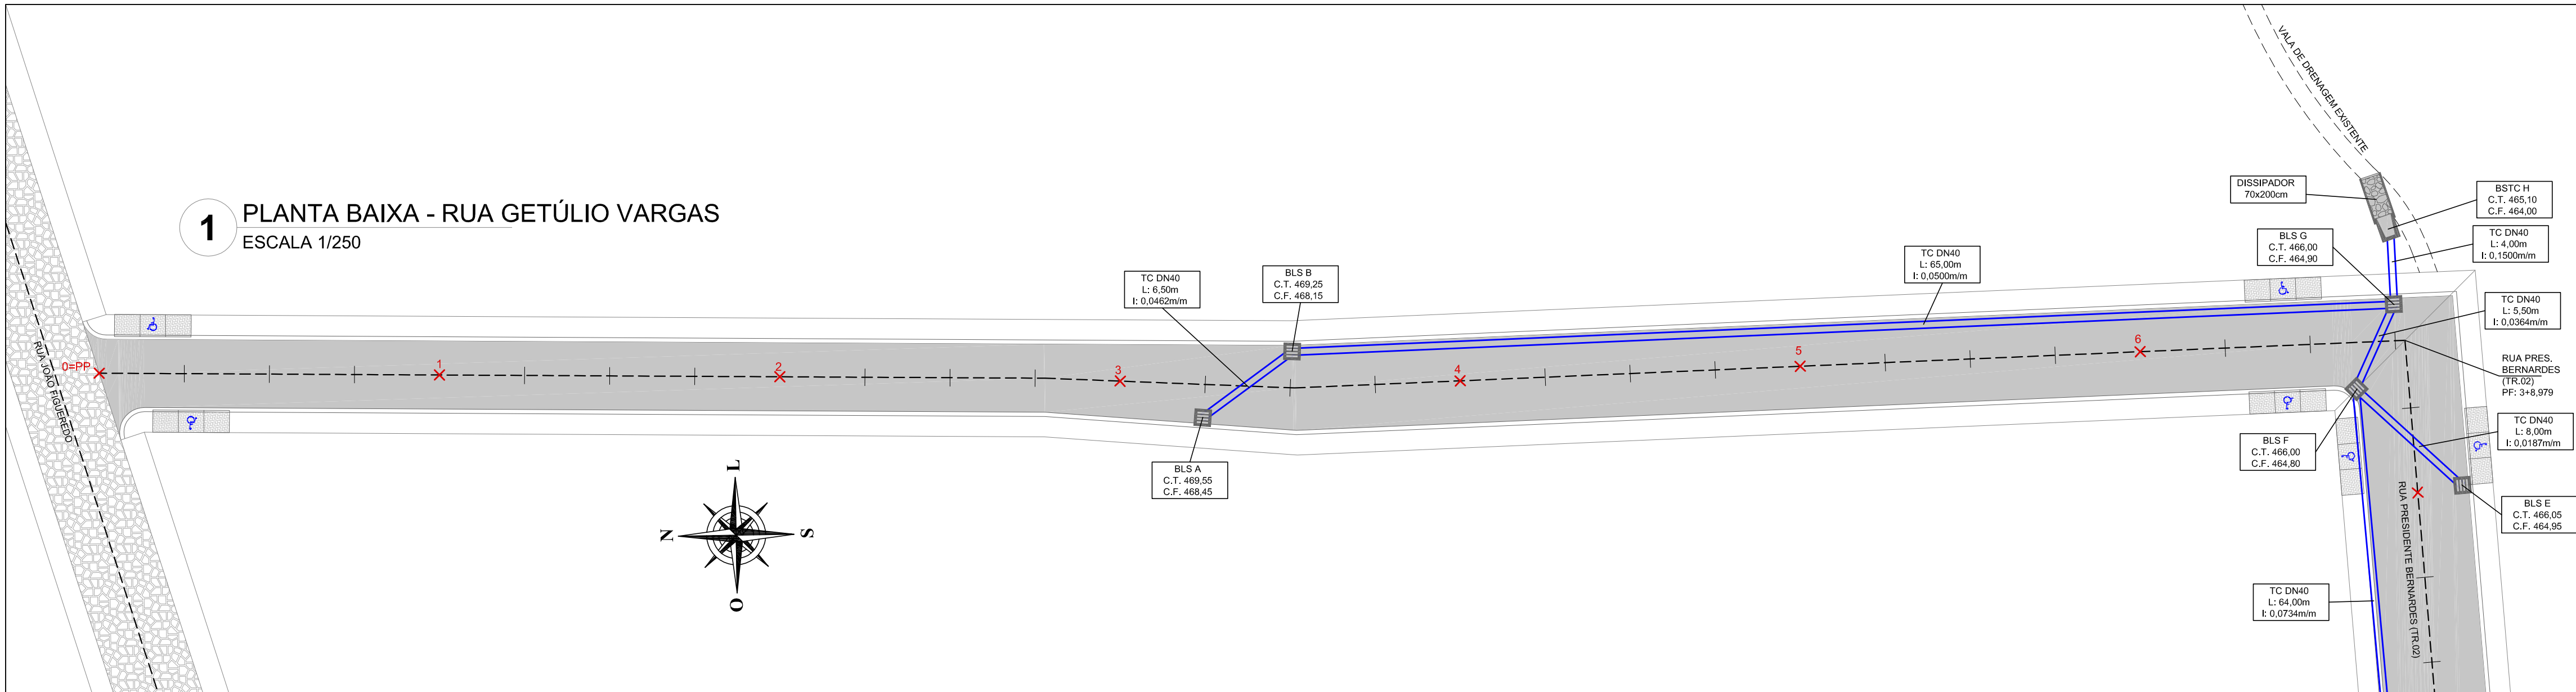 1
PLANTA BAIXA - RUA GETÚLIO VARGAS
ESCALA 1/250
RUA JOÃO FIGUEREDO
0=PP
1
2
3
4
5
6
TC DN40
L: 6,50m
I: 0,0462m/m
BLS B
C.T. 469,25
C.F. 468,15
BLS A
C.T. 469,55
C.F. 468,45
N
L
S
O
TC DN40
L: 65,00m
I: 0,0500m/m
VALA DE DRENAGEM EXISTENTE
DISSIPADOR
70x200cm
BSTC H
C.T. 465,10
C.F. 464,00
BLS G
C.T. 466,00
C.F. 464,90
TC DN40
L: 4,00m
I: 0,1500m/m
TC DN40
L: 5,50m
I: 0,0364m/m
RUA PRES.
BERNARDES
(TR.02)
PF: 3+8,979
BLS F
C.T. 466,00
C.F. 464,80
TC DN40
L: 8,00m
I: 0,0187m/m
BLS E
C.T. 466,05
C.F. 464,95
RUA PRESIDENTE BERNARDES (TR.02)
TC DN40
L: 64,00m
I: 0,0734m/m